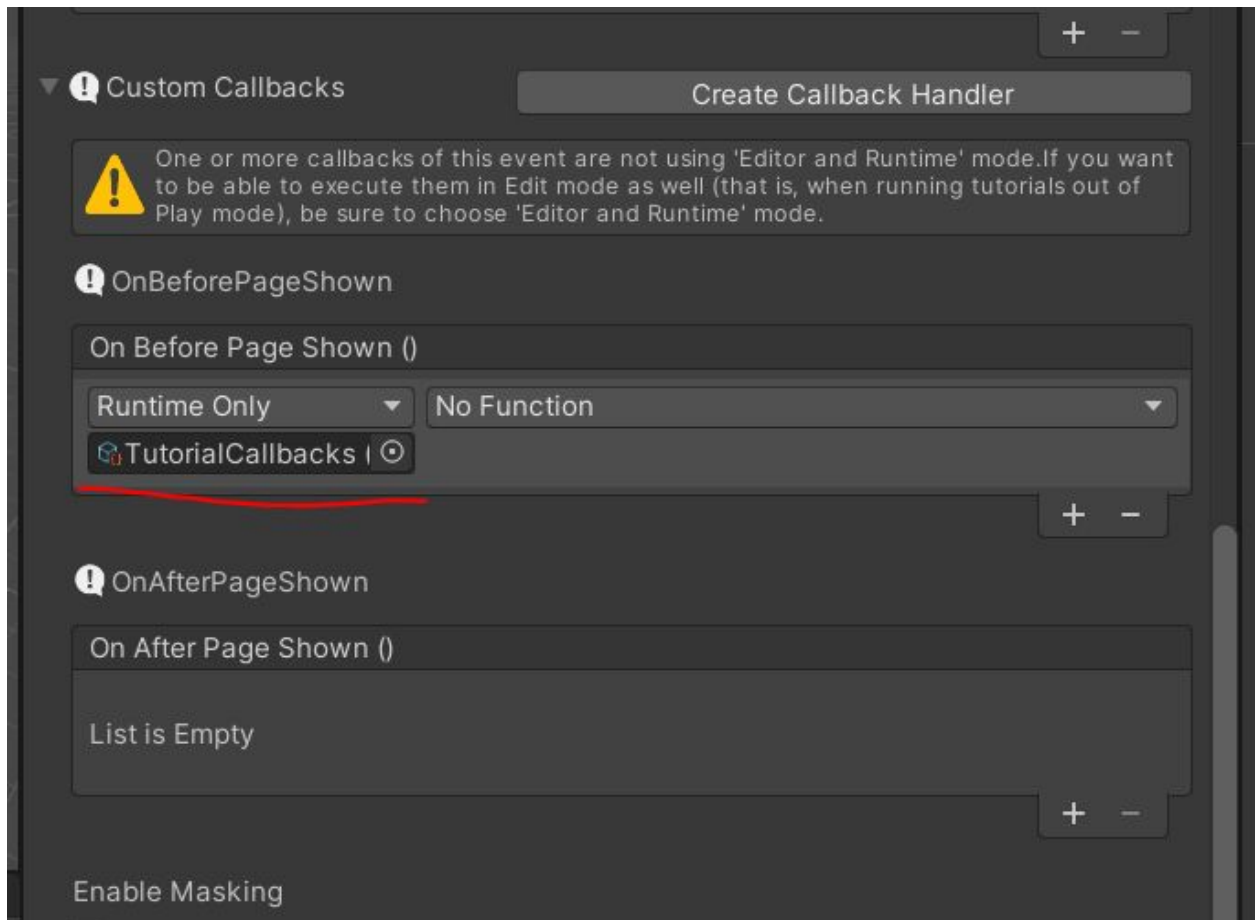 Custom Callbacks
Create Callback Handler
One or more callbacks of this event are not using 'Editor and Runtime' mode.If you want
to be able to execute them in Edit mode as well (that is, when running tutorials out of
Play mode), be sure to choose 'Editor and Runtime' mode.
OnBeforePageShown
On Before Page Shown ()
Runtime Only
No Function
TutorialCallbacks (
OnAfterPageShown
On After Page Shown ()
List is Empty
Enable Masking